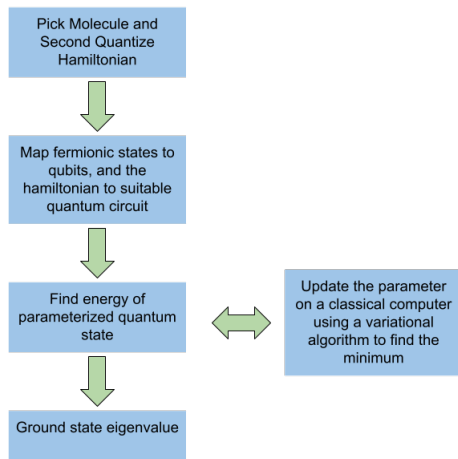 Pick Molecule and
Second Quantize
Hamiltonian
Map fermionic states to
qubits, and the
hamiltonian to suitable
quantum circuit
Find energy of
parameterized quantum
state
Update the parameter
on a classical computer
using a variational
algorithm to find the
minimum
Ground state eigenvalue